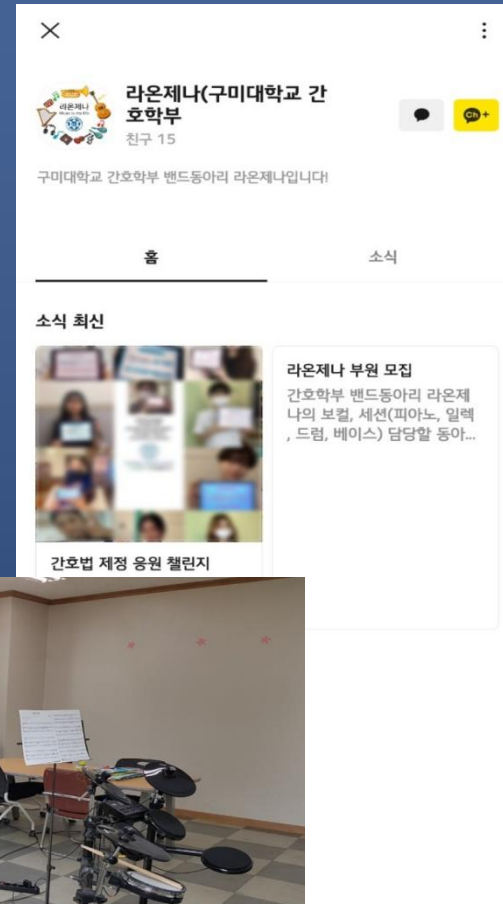 라온제나(구미대학교 간
호학부
친구 15
Ch+
구미대학교 간호학부 밴드동아리 라온제나입니다!
홈
소식
소식 최신
라온제나 부원 모집
간호학부 밴드동아리 라온제
나의 보컬, 세션(피아노, 일렉
, 드럼, 베이스) 담당할 동아...
간호법 제정 응원 챌린지